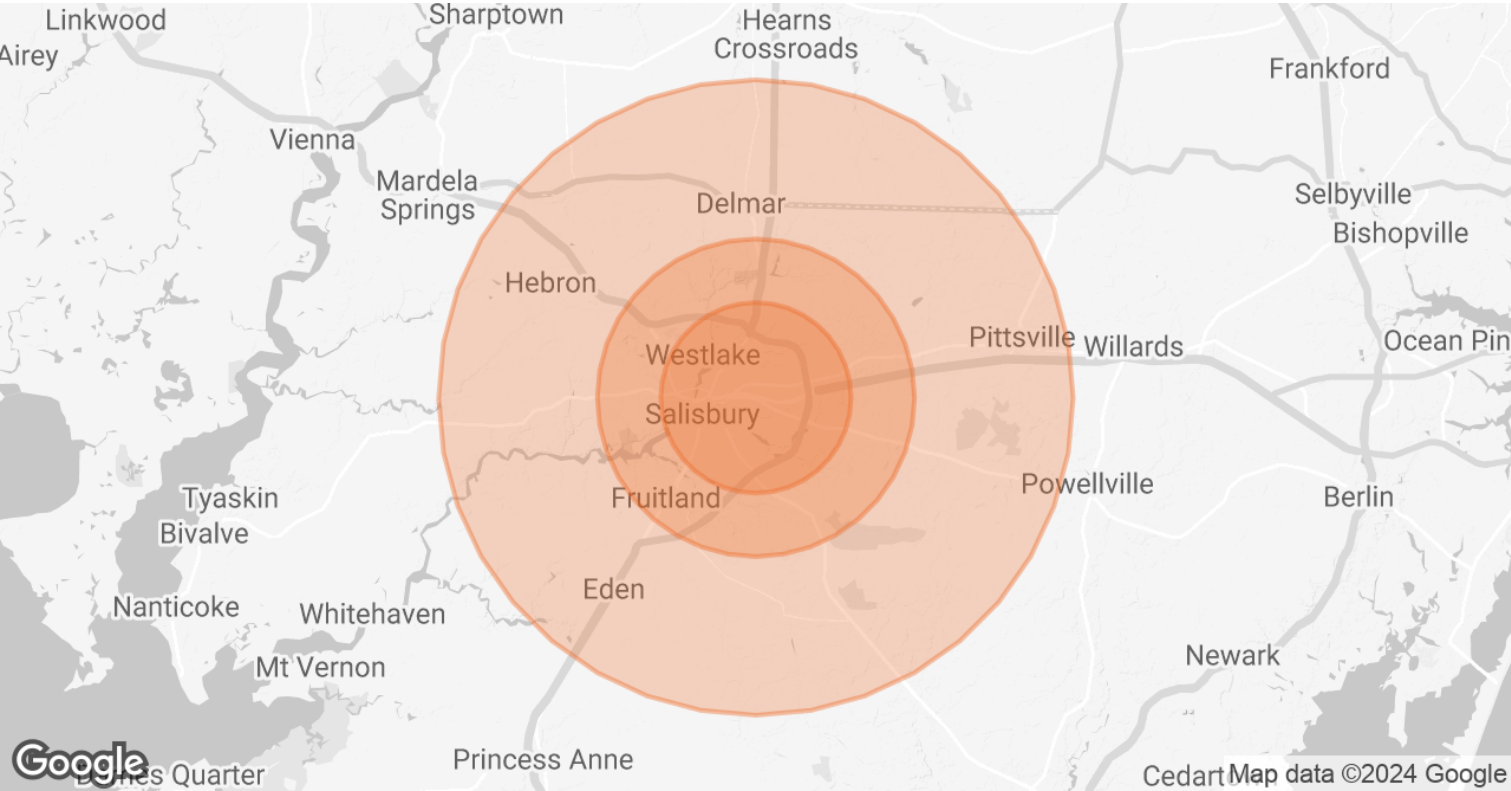 Linkwood
Sharptown
Hearns
Crossroads
Airey
Frankford
Vienna
Mardela
Springs
Delmar
Selbyville
Bishopville
Hebron
Pittsville
Willards
Ocean Pin
Westlake
Salisbury
Fruitland
Powellville
Berlin
Tyaskin
Bivalve
Eden
Nanticoke
Whitehaven
Mt Vernon
Newark
Princess Anne
Google
Quarter
Map data ©2024 Google